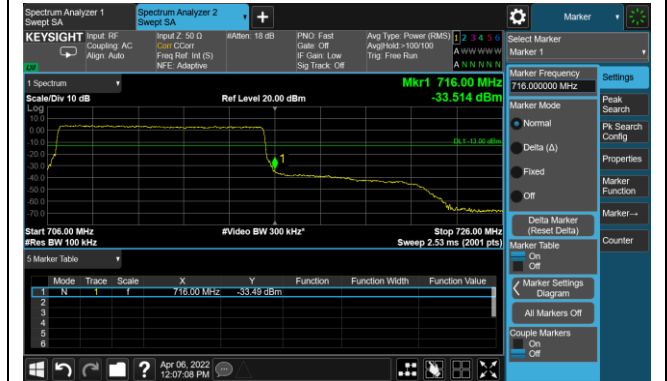 Spectrum Analyzer 1
Swept SA
Spectrum Analyzer 2
Swept SA
+
Marker
KEYSIGHT
Input: RF
Coupling: AC
Align: Auto
Input Z: 50 Ω
Corr CCorr
Freq Ref: Int (S)
NFE: Adaptive
#Atten: 18 dB
PNO: Fast
Gate: Off
IF Gain: Low
Sig Track: Off
Avg Type: Power (RMS)
Avg|Hold:>100/100
Trig: Free Run
1 2 3 4 5 6
A W W W W W
A N N N N N
Select Marker
Marker 1
1 Spectrum
Scale/Div 10 dB
Log
Ref Level 20.00 dBm
Mkr1 716.00 MHz
-33.514 dBm
10.0
0.00
-10.0
-20.0
-30.0
-40.0
-50.0
-60.0
-70.0
DL1 -13.00 dBm
1
Start 706.00 MHz
#Res BW 100 kHz
#Video BW 300 kHz*
Stop 726.00 MHz
Sweep 2.53 ms (2001 pts)
5 Marker Table
Mode Trace Scale X Y Function Function Width Function Value
1 N 1 f 716.00 MHz -33.49 dBm
2
3
4
5
6
Marker Frequency
716.000000 MHz
Marker Mode
Normal
Delta (Δ)
Fixed
Off
Delta Marker
(Reset Delta)
Marker Table
On
Off
Marker Settings
Diagram
All Markers Off
Couple Markers
On
Off
Settings
Peak
Search
Pk Search
Config
Properties
Marker
Function
Marker→
Counter
?
Apr 06, 2022
12:07:08 PM